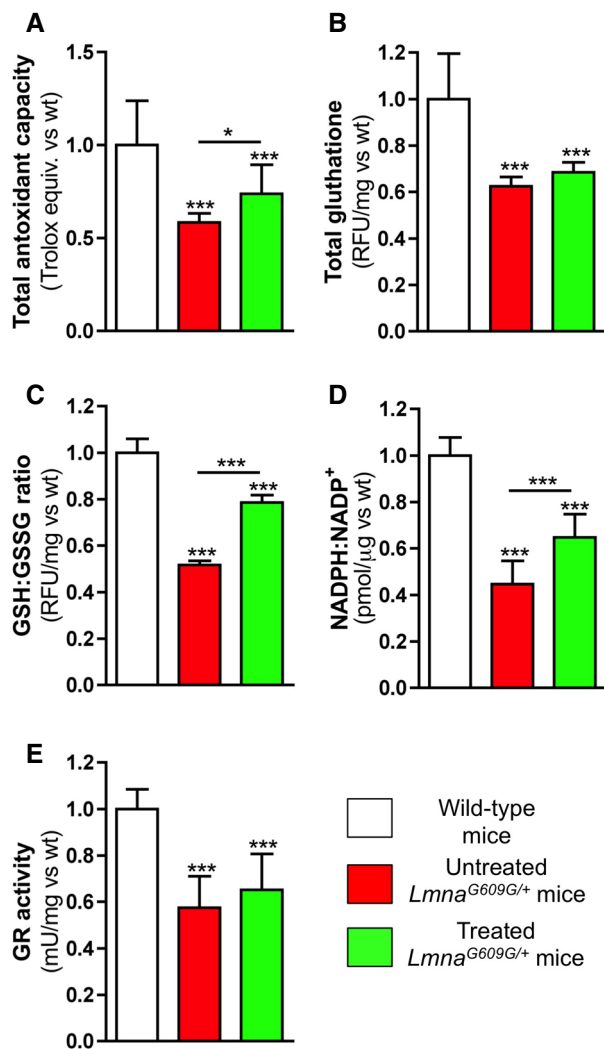 A
Total antoxidant capacity
(Trolox equiv. vs wt)
1.5
1.0
0.5
0.0
***
*
***
B
Total gluthatione
(RFU/mg vs wt)
1.2
1.0
0.8
0.6
0.4
0.2
0.0
***
***
C
GSH:GSSG ratio
(RFU/mg vs wt)
1.2
1.0
0.8
0.6
0.4
0.2
0.0
***
***
***
D
NADPH:NADP+
(pmol/μg vs wt)
1.2
1.0
0.8
0.6
0.4
0.2
0.0
***
***
***
E
GR activity
(mU/mg vs wt)
1.2
1.0
0.8
0.6
0.4
0.2
0.0
***
***
Wild-type
mice
Untreated
LmnaG609G/+ mice
Treated
LmnaG609G/+ mice